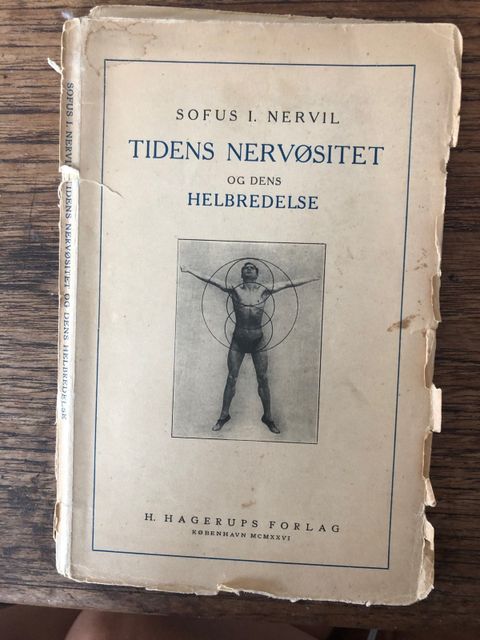 SOFUS I. NERVIL
TIDENS NERVØSITET
OG DENS
HELBREDELSE
H. HAGERUPS FORLAG
KØBENHAVN MCMXXVI
SOFUS I. NERVIL TIDENS NERVØSITET OG DENS HELBREDELSE